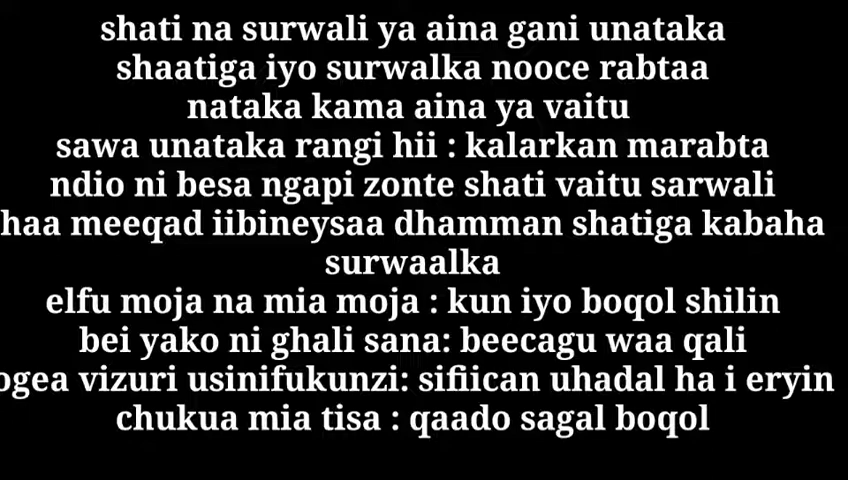 shati na surwali ya aina gani unataka
shaatiga iyo surwalka nooce rabtaa
nataka kama aina ya vaitu
sawa unataka rangi hii : kalarkan marabta
ndio ni besa ngapi zonte shati vaitu sarwali
haa meeqad iibineysaa dhamman shatiga kabaha
surwaalka
elfu moja na mia moja : kun iyo boqol shilin
bei yako ni ghali sana: beecagu waa qali
ogea vizuri usinifukunzi: sifiican uhadal ha i eryin
chukua mia tisa : qaado sagal boqol